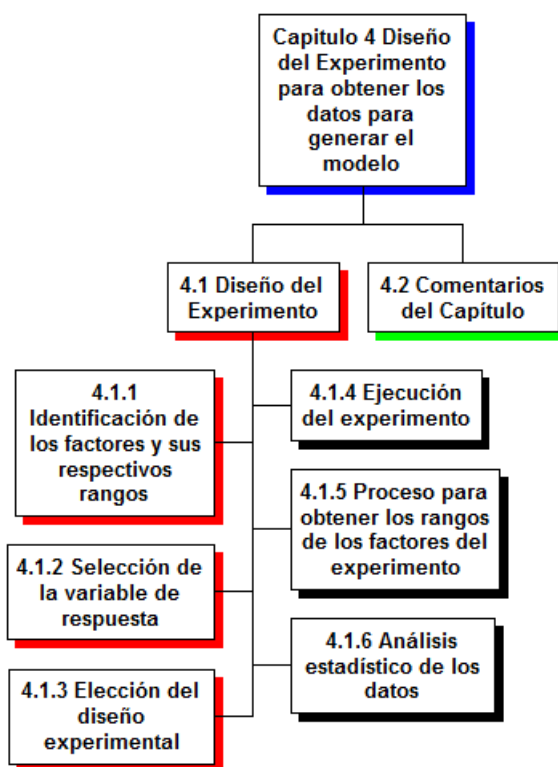 Capitulo 4 Diseño
del Experimento
para obtener los
datos para
generar el
modelo
4.1 Diseño del
Experimento
4.2 Comentarios
del Capítulo
4.1.1
Identificación de
los factores y sus
respectivos
rangos
4.1.2 Selección de
la variable de
respuesta
4.1.3 Elección del
diseño
experimental
4.1.4 Ejecución
del experimento
4.1.5 Proceso para
obtener los rangos
de los factores del
experimento
4.1.6 Análisis
estadístico de los
datos